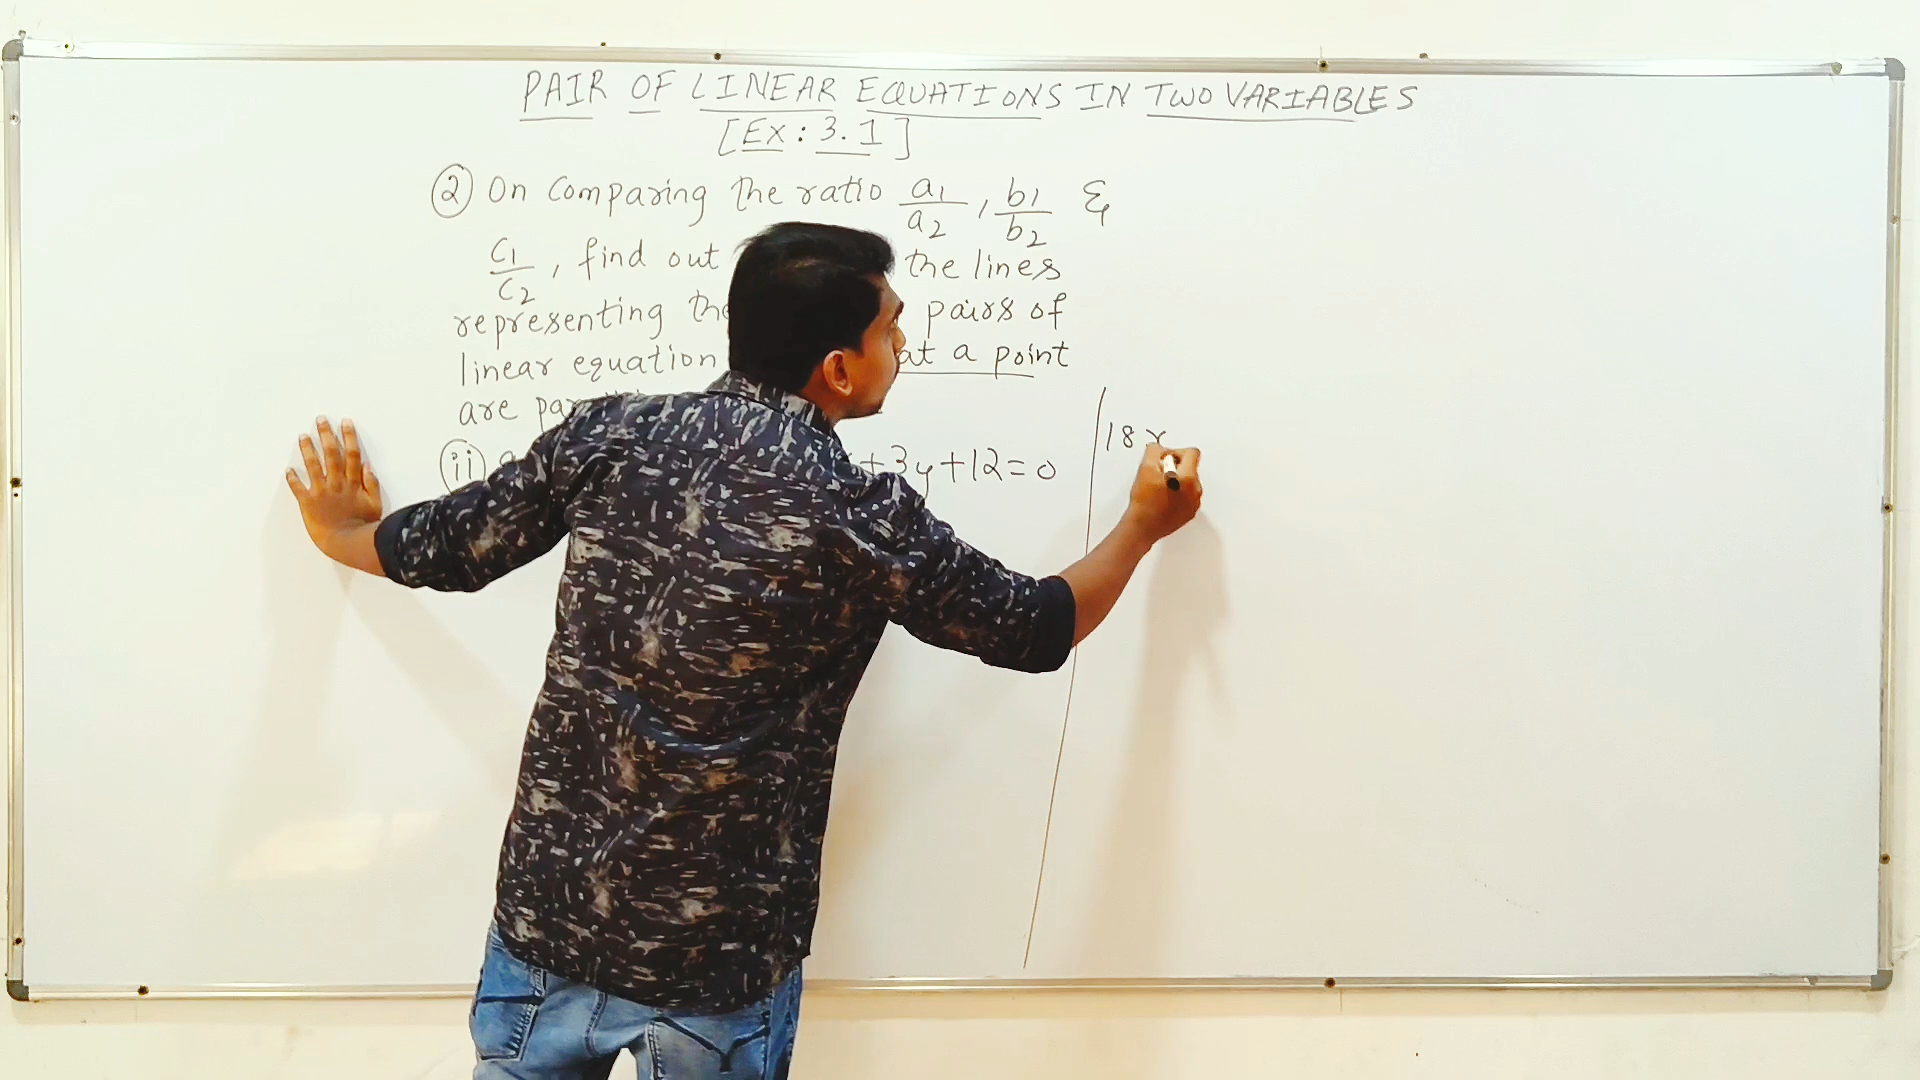 PAIR OF LINEAR EQUATIONS IN TWO VARIABLES
[Ex: 3.1]
② On comparing the ratio a1/a2, b1/b2 &
c1/c2, find out the lines
representing the pairs of
linear equation at a point
are
(ii) +3y+12=0
18x